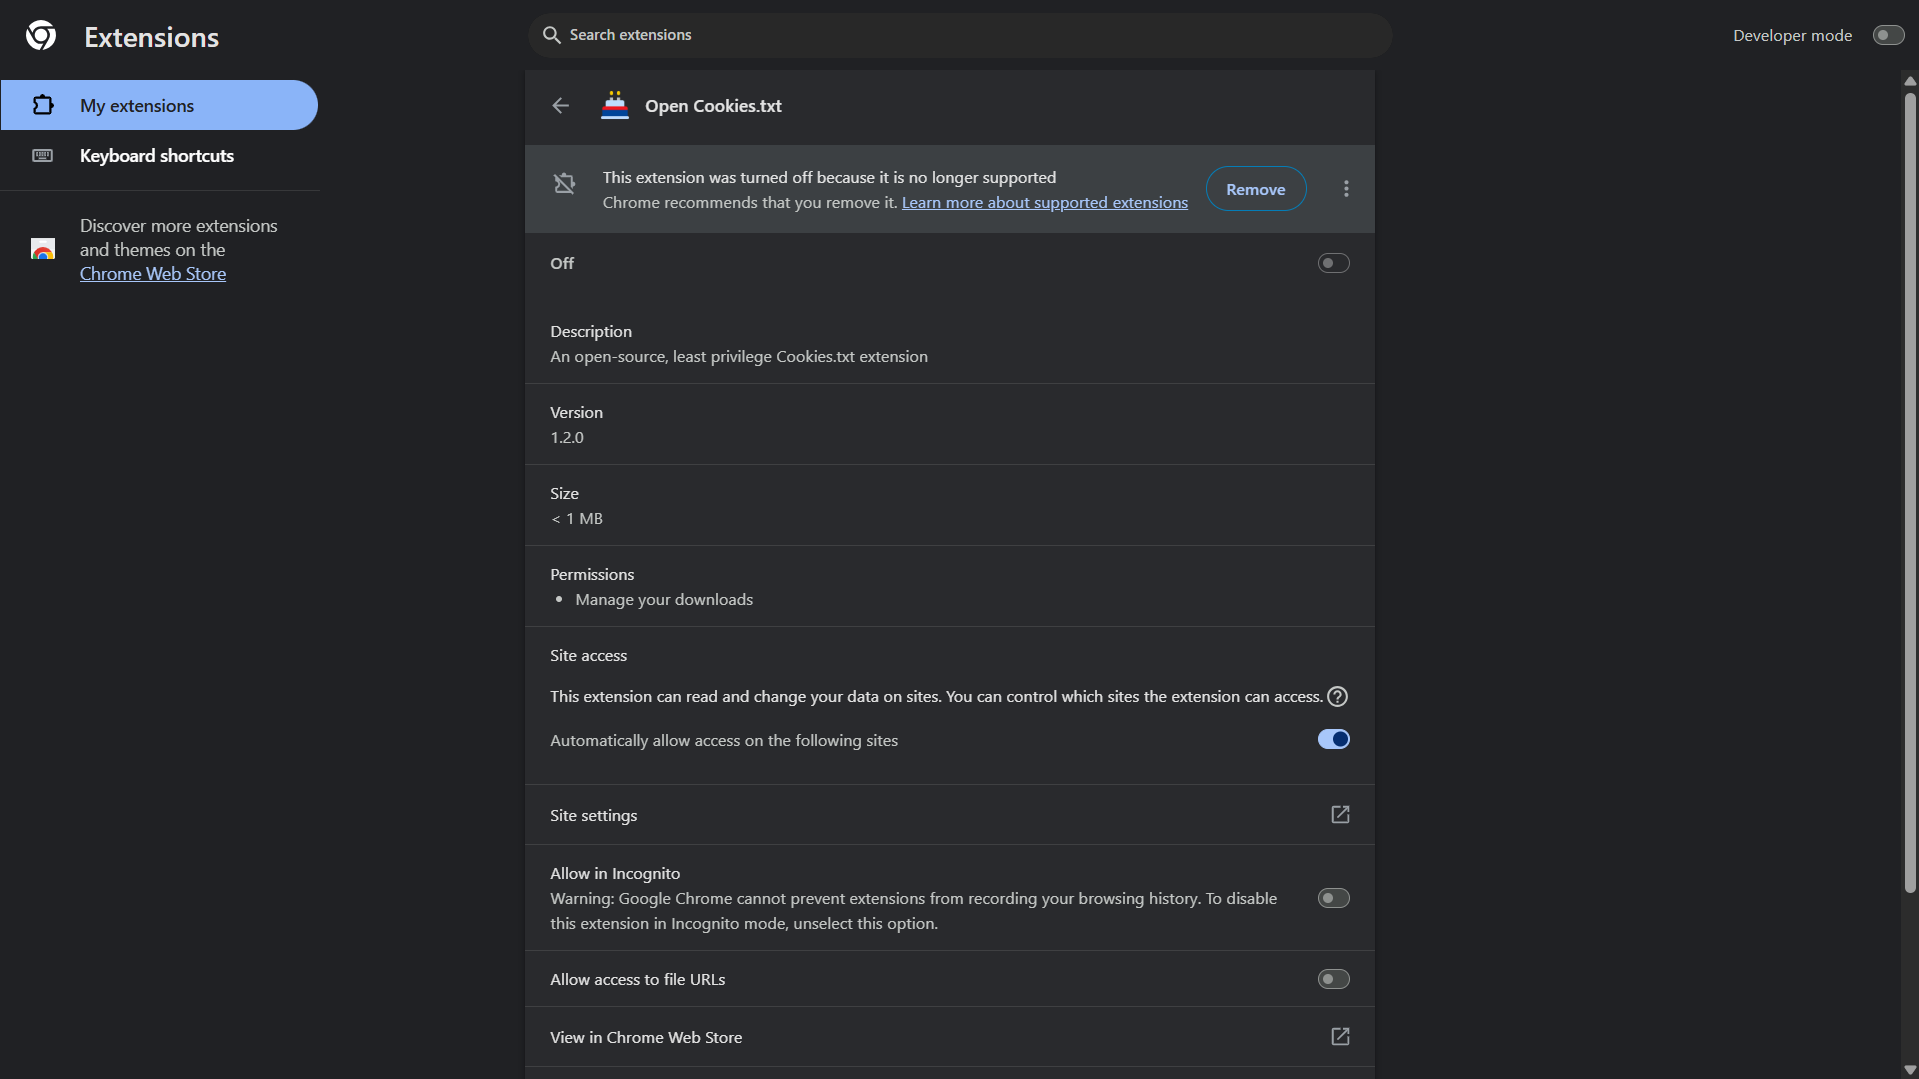 Extensions
Search extensions
Developer mode
My extensions
Keyboard shortcuts
Discover more extensions
and themes on the
Chrome Web Store
Open Cookies.txt
This extension was turned off because it is no longer supported
Chrome recommends that you remove it. Learn more about supported extensions
Remove
Off
Description
An open-source, least privilege Cookies.txt extension
Version
1.2.0
Size
< 1 MB
Permissions
• Manage your downloads
Site access
This extension can read and change your data on sites. You can control which sites the extension can access.
Automatically allow access on the following sites
Site settings
Allow in Incognito
Warning: Google Chrome cannot prevent extensions from recording your browsing history. To disable
this extension in Incognito mode, unselect this option.
Allow access to file URLs
View in Chrome Web Store